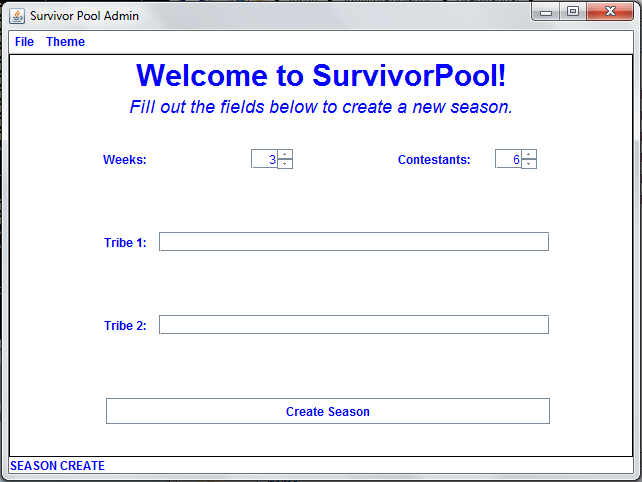 Survivor Pool Admin
File Theme
Welcome to SurvivorPool!
Fill out the fields below to create a new season.
Weeks: 3 Contestants: 6
Tribe 1:
Tribe 2:
Create Season
SEASON CREATE